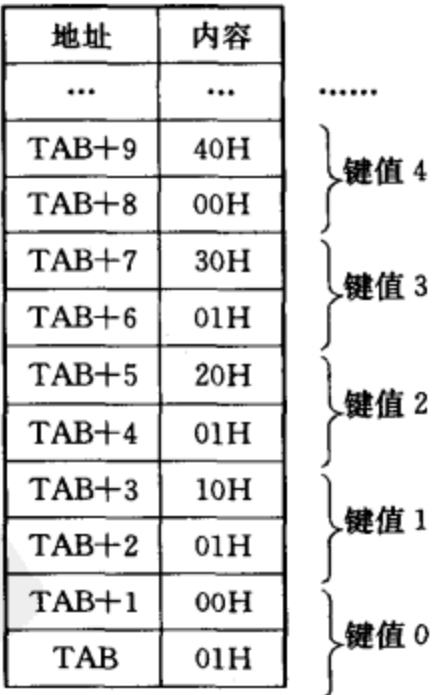 地址 内容
… … ……
TAB+9 40H
键值 4
TAB+8 00H
TAB+7 30H
键值 3
TAB+6 01H
TAB+5 20H
键值 2
TAB+4 01H
TAB+3 10H
键值 1
TAB+2 01H
TAB+1 00H
键值 0
TAB 01H